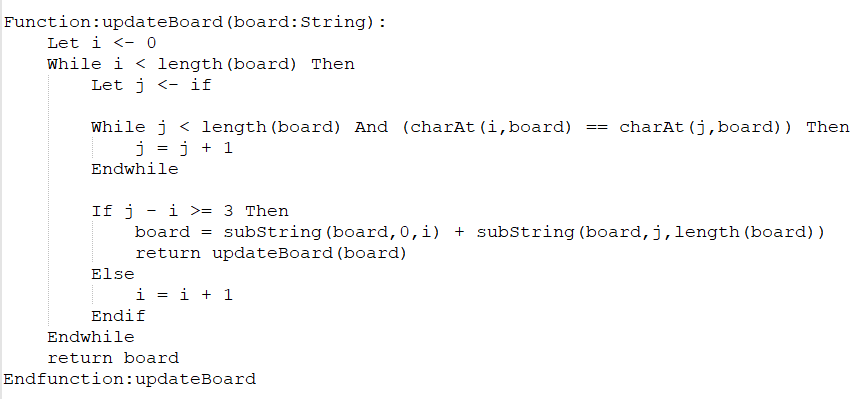 Function:updateBoard(board:String):
Let i <- 0
While i < length(board) Then
Let j <- if
While j < length(board) And (charAt(i,board) == charAt(j,board)) Then
j = j + 1
Endwhile
If j - i >= 3 Then
board = subString(board,0,i) + subString(board,j,length(board))
return updateBoard(board)
Else
i = i + 1
Endif
Endwhile
return board
Endfunction:updateBoard